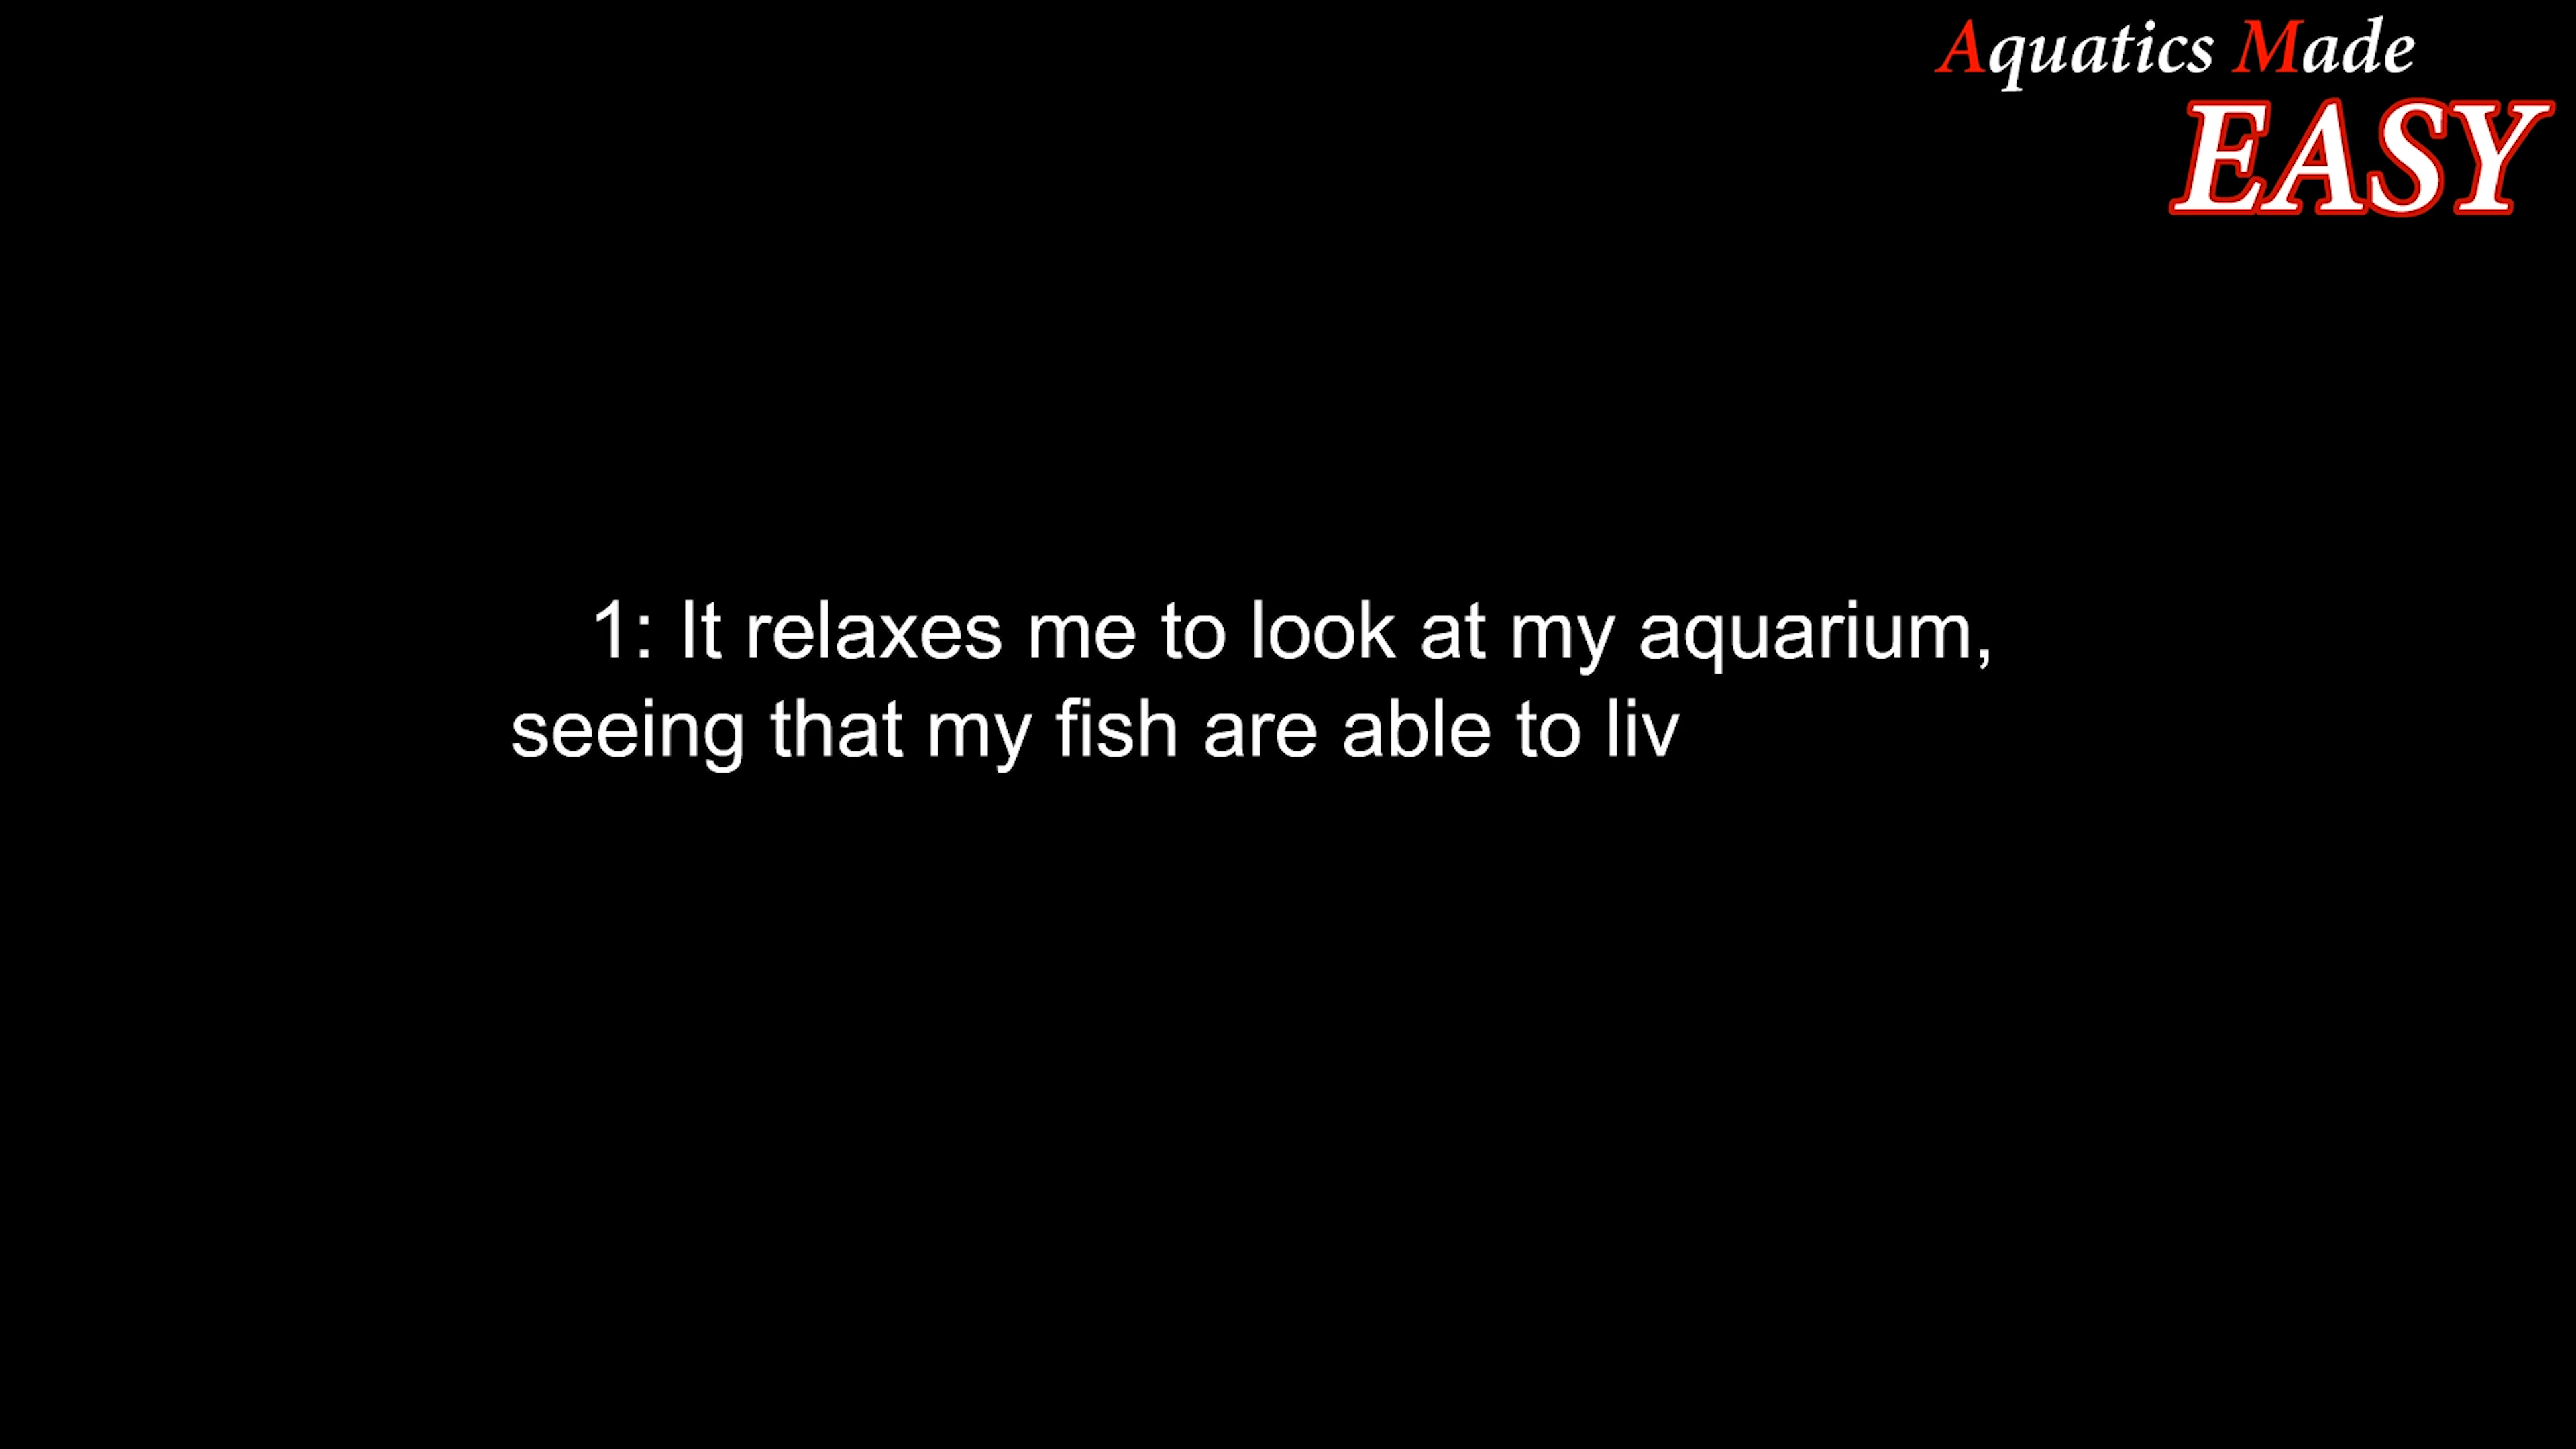 Aquatics Made
EASY
1: It relaxes me to look at my aquarium,
seeing that my fish are able to liv